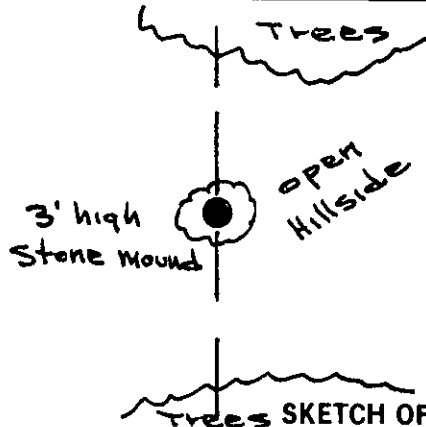 Trees
open
Hillside
3' high
Stone mound
Trees SKETCH OF